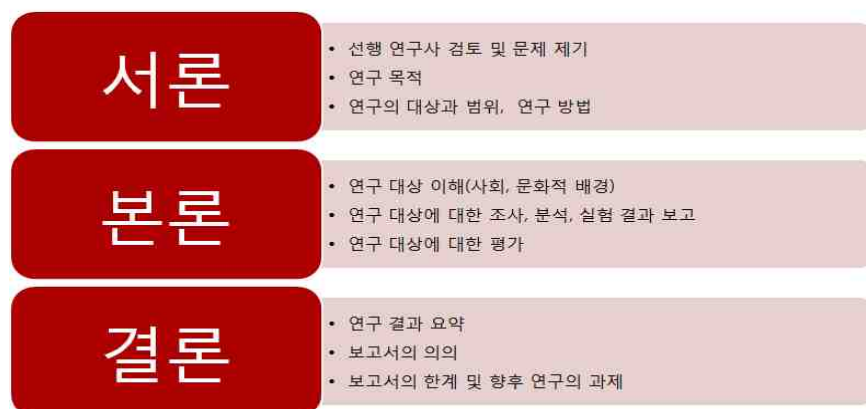 서론
• 선행 연구사 검토 및 문제 제기
• 연구 목적
• 연구의 대상과 범위, 연구 방법
본론
• 연구 대상 이해(사회, 문화적 배경)
• 연구 대상에 대한 조사, 분석, 실험 결과 보고
• 연구 대상에 대한 평가
결론
• 연구 결과 요약
• 보고서의 의의
• 보고서의 한계 및 향후 연구의 과제